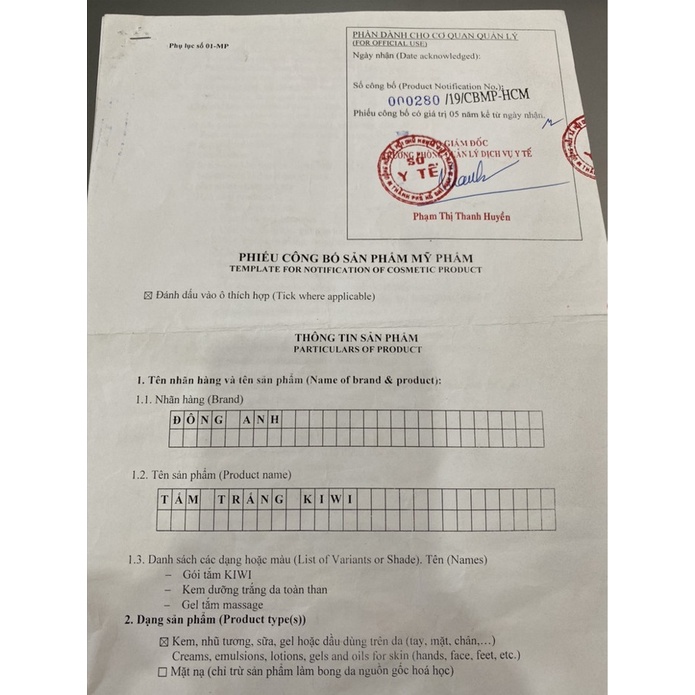 Phụ lục số 01-MP
PHẦN DÀNH CHO CƠ QUAN QUẢN LÝ
(FOR OFFICIAL USE)
Ngày nhận (Date acknowledged):
Số công bố (Product Notification No.):
000280 /19/CBMP-HCM
Phiếu công bố có giá trị 05 năm kể từ ngày nhận.
GIÁM ĐỐC
PHÒNG QUẢN LÝ DỊCH VỤ Y TẾ
SỞ
Y TẾ
Phạm Thị Thanh Huyền
PHIẾU CÔNG BỐ SẢN PHẨM MỸ PHẨM
TEMPLATE FOR NOTIFICATION OF COSMETIC PRODUCT
☒ Đánh dấu vào ô thích hợp (Tick where applicable)
THÔNG TIN SẢN PHẨM
PARTICULARS OF PRODUCT
1. Tên nhãn hàng và tên sản phẩm (Name of brand & product):
1.1. Nhãn hàng (Brand)
ĐÔNG ANH
1.2. Tên sản phẩm (Product name)
TẮM TRẮNG KIWI
1.3. Danh sách các dạng hoặc màu (List of Variants or Shade). Tên (Names)
– Gói tắm KIWI
– Kem dưỡng trắng da toàn than
– Gel tắm massage
2. Dạng sản phẩm (Product type(s))
☒ Kem, nhũ tương, sữa, gel hoặc dầu dùng trên da (tay, mặt, chân,...)
Creams, emulsions, lotions, gels and oils for skin (hands, face, feet, etc.)
☐ Mặt nạ (chỉ trừ sản phẩm làm bong da nguồn gốc hoá học)